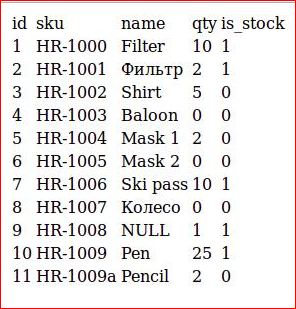 id sku name qty is_stock
1 HR-1000 Filter 10 1
2 HR-1001 Фильтр 2 1
3 HR-1002 Shirt 5 0
4 HR-1003 Baloon 0 0
5 HR-1004 Mask 1 2 0
6 HR-1005 Mask 2 0 0
7 HR-1006 Ski pass 10 1
8 HR-1007 Колесо 0 0
9 HR-1008 NULL 1 1
10 HR-1009 Pen 25 1
11 HR-1009a Pencil 2 0